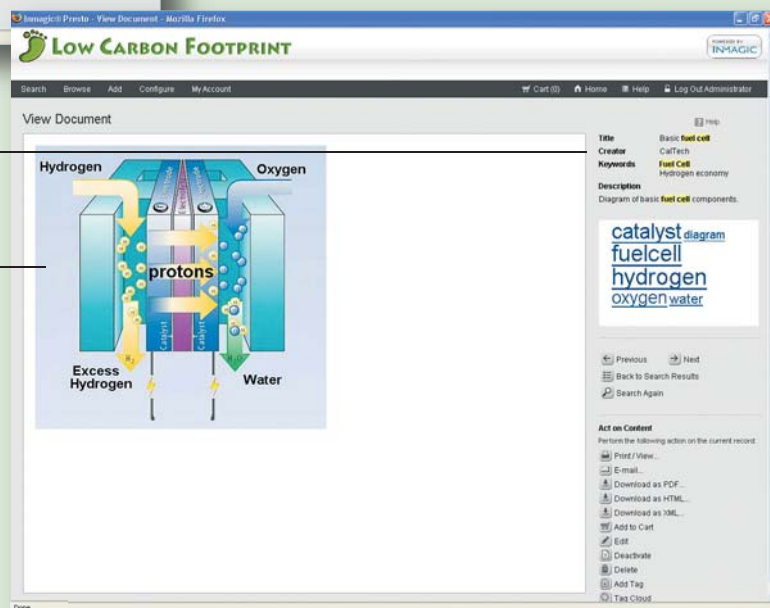 Inmagic® Presto - View Document - Mozilla Firefox
LOW CARBON FOOTPRINT
POWERED BY
INMAGIC
Search Browse Add Configure My Account
Cart (0) Home Help Log Out Administrator
View Document
Help
Hydrogen
Oxygen
protons
Catalyst
Catalyst
H₂
H₂O
Excess
Hydrogen
Water
Title Basic fuel cell
Creator CalTech
Keywords Fuel Cell
Hydrogen economy
Description
Diagram of basic fuel cell components.
catalyst diagram
fuelcell
hydrogen
oxygen water
Previous Next
Back to Search Results
Search Again
Act on Content
Perform the following action on the current record:
Print / View...
E-mail...
Download as PDF...
Download as HTML...
Download as XML...
Add to Cart
Edit
Deactivate
Delete
Add Tag
Tag Cloud
Done